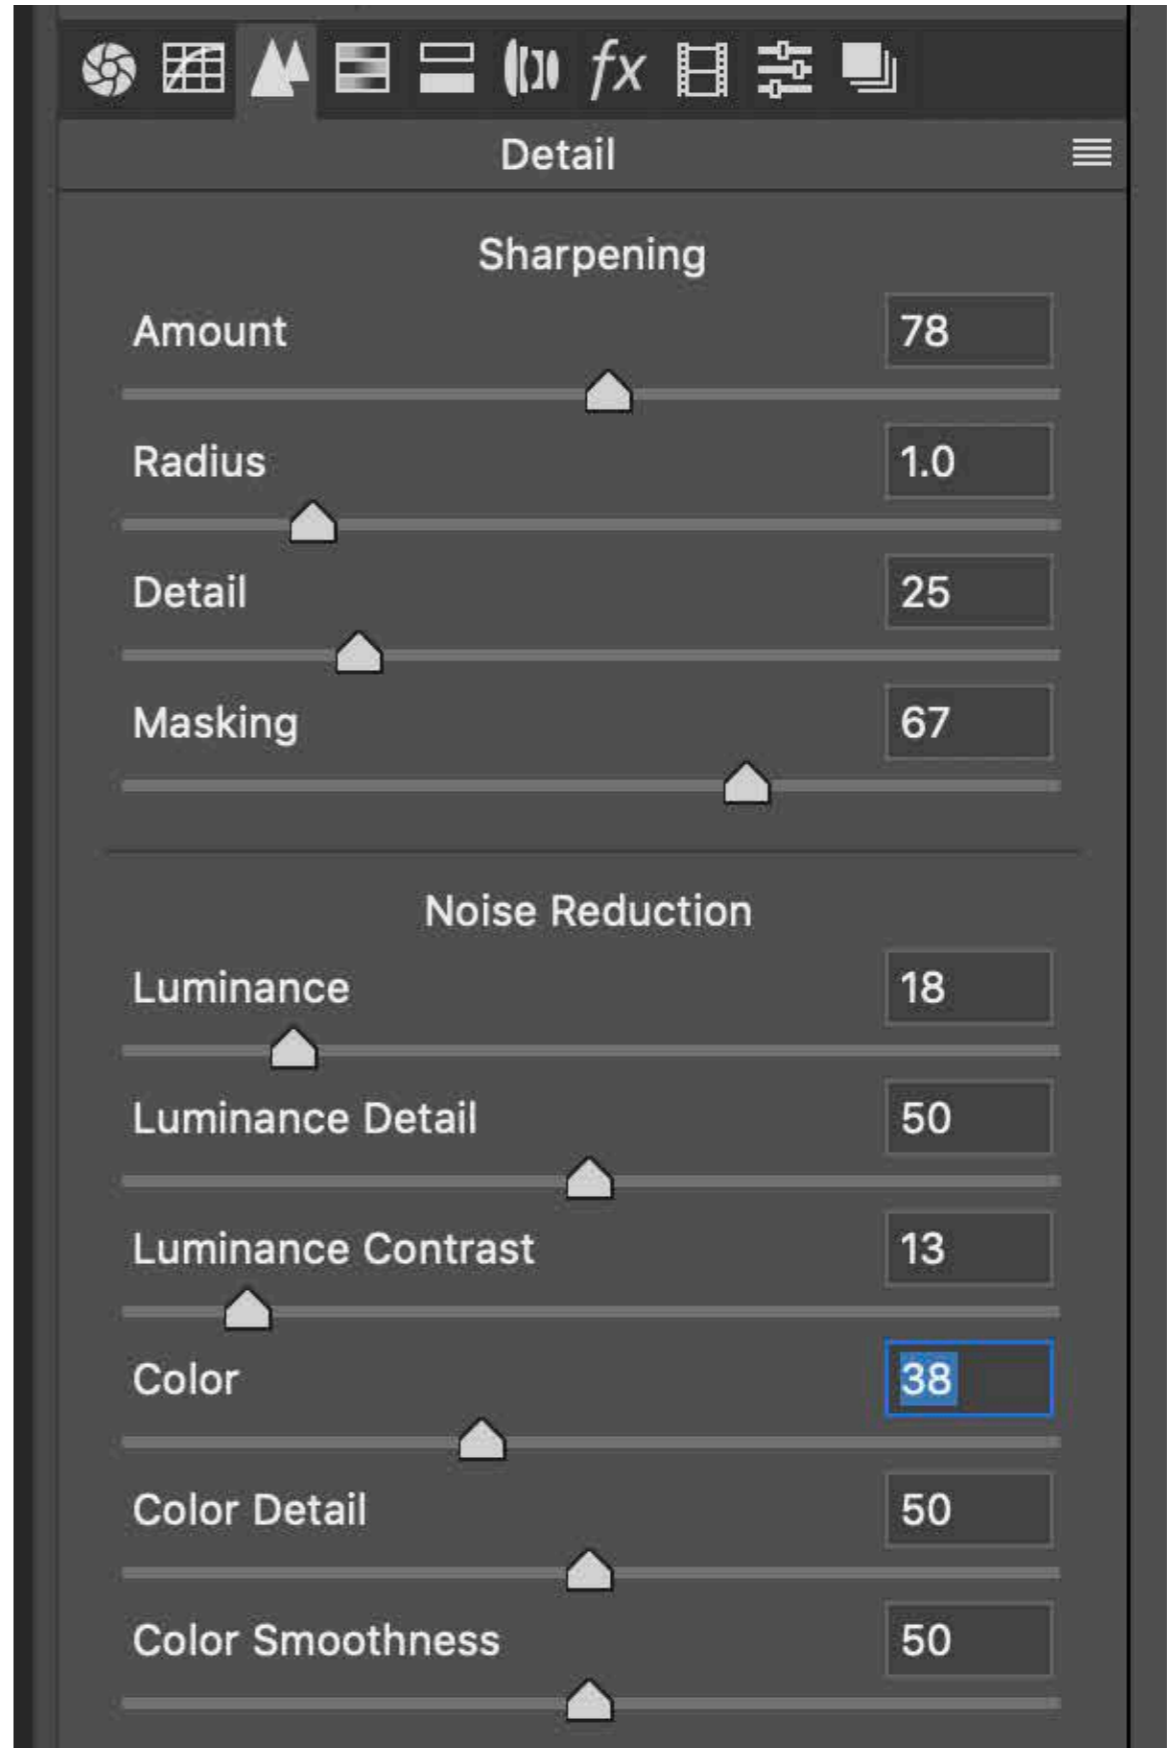 fx
Detail
Sharpening
Amount 78
Radius 1.0
Detail 25
Masking 67
Noise Reduction
Luminance 18
Luminance Detail 50
Luminance Contrast 13
Color 38
Color Detail 50
Color Smoothness 50